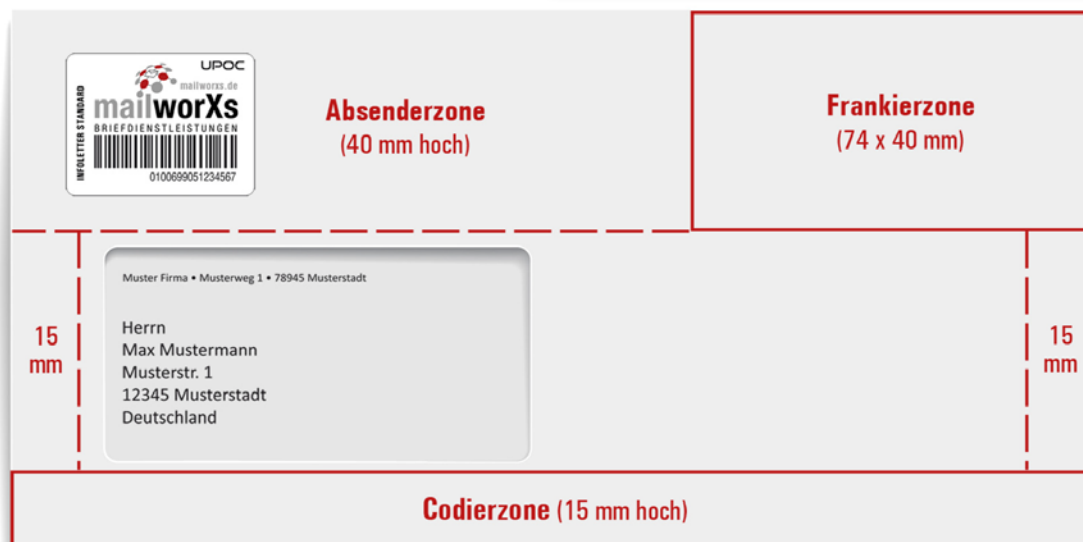 UPOC
mailworxs.de
mailworXs
BRIEFDIENSTLEISTUNGEN
INFOLETTER STANDARD
0100699051234567
Absenderzone
(40 mm hoch)
Frankierzone
(74 x 40 mm)
Muster Firma • Musterweg 1 • 78945 Musterstadt
Herrn
Max Mustermann
Musterstr. 1
12345 Musterstadt
Deutschland
15
mm
15
mm
Codierzone (15 mm hoch)